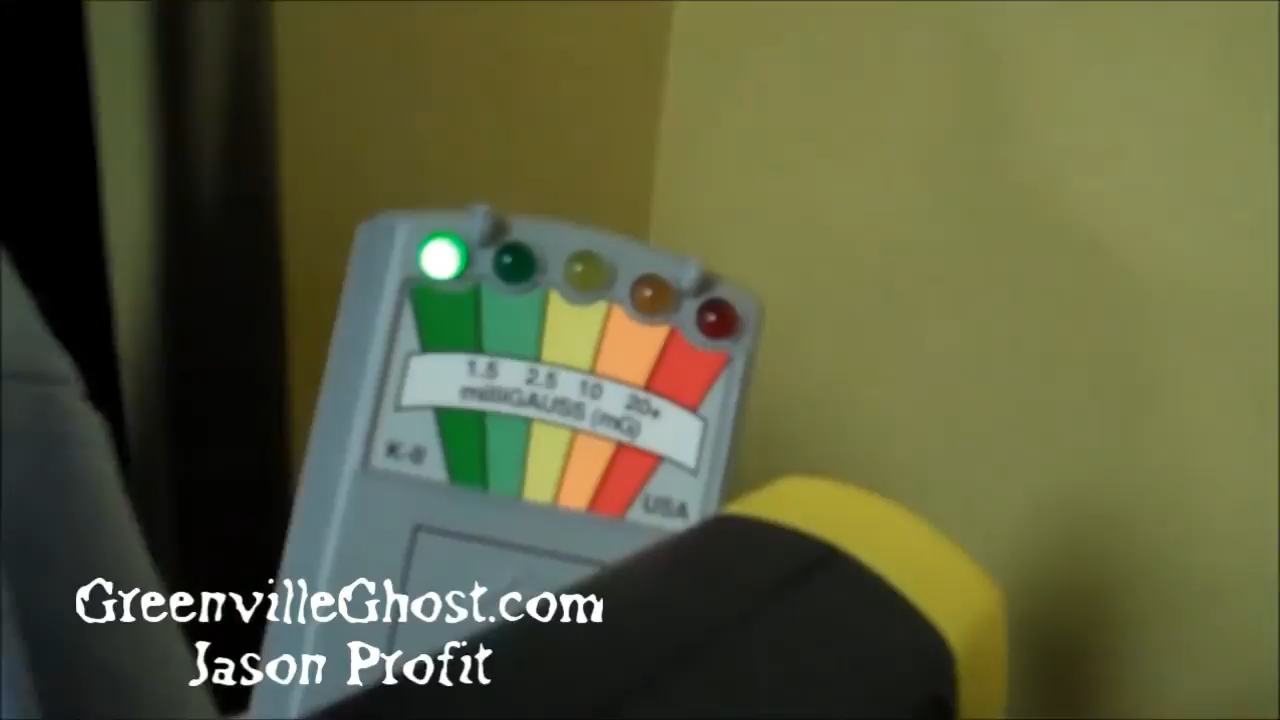 1.5 2.5 10 20+
milliGAUSS (mG)
K-II
USA
GreenvilleGhost.com
Jason Profit